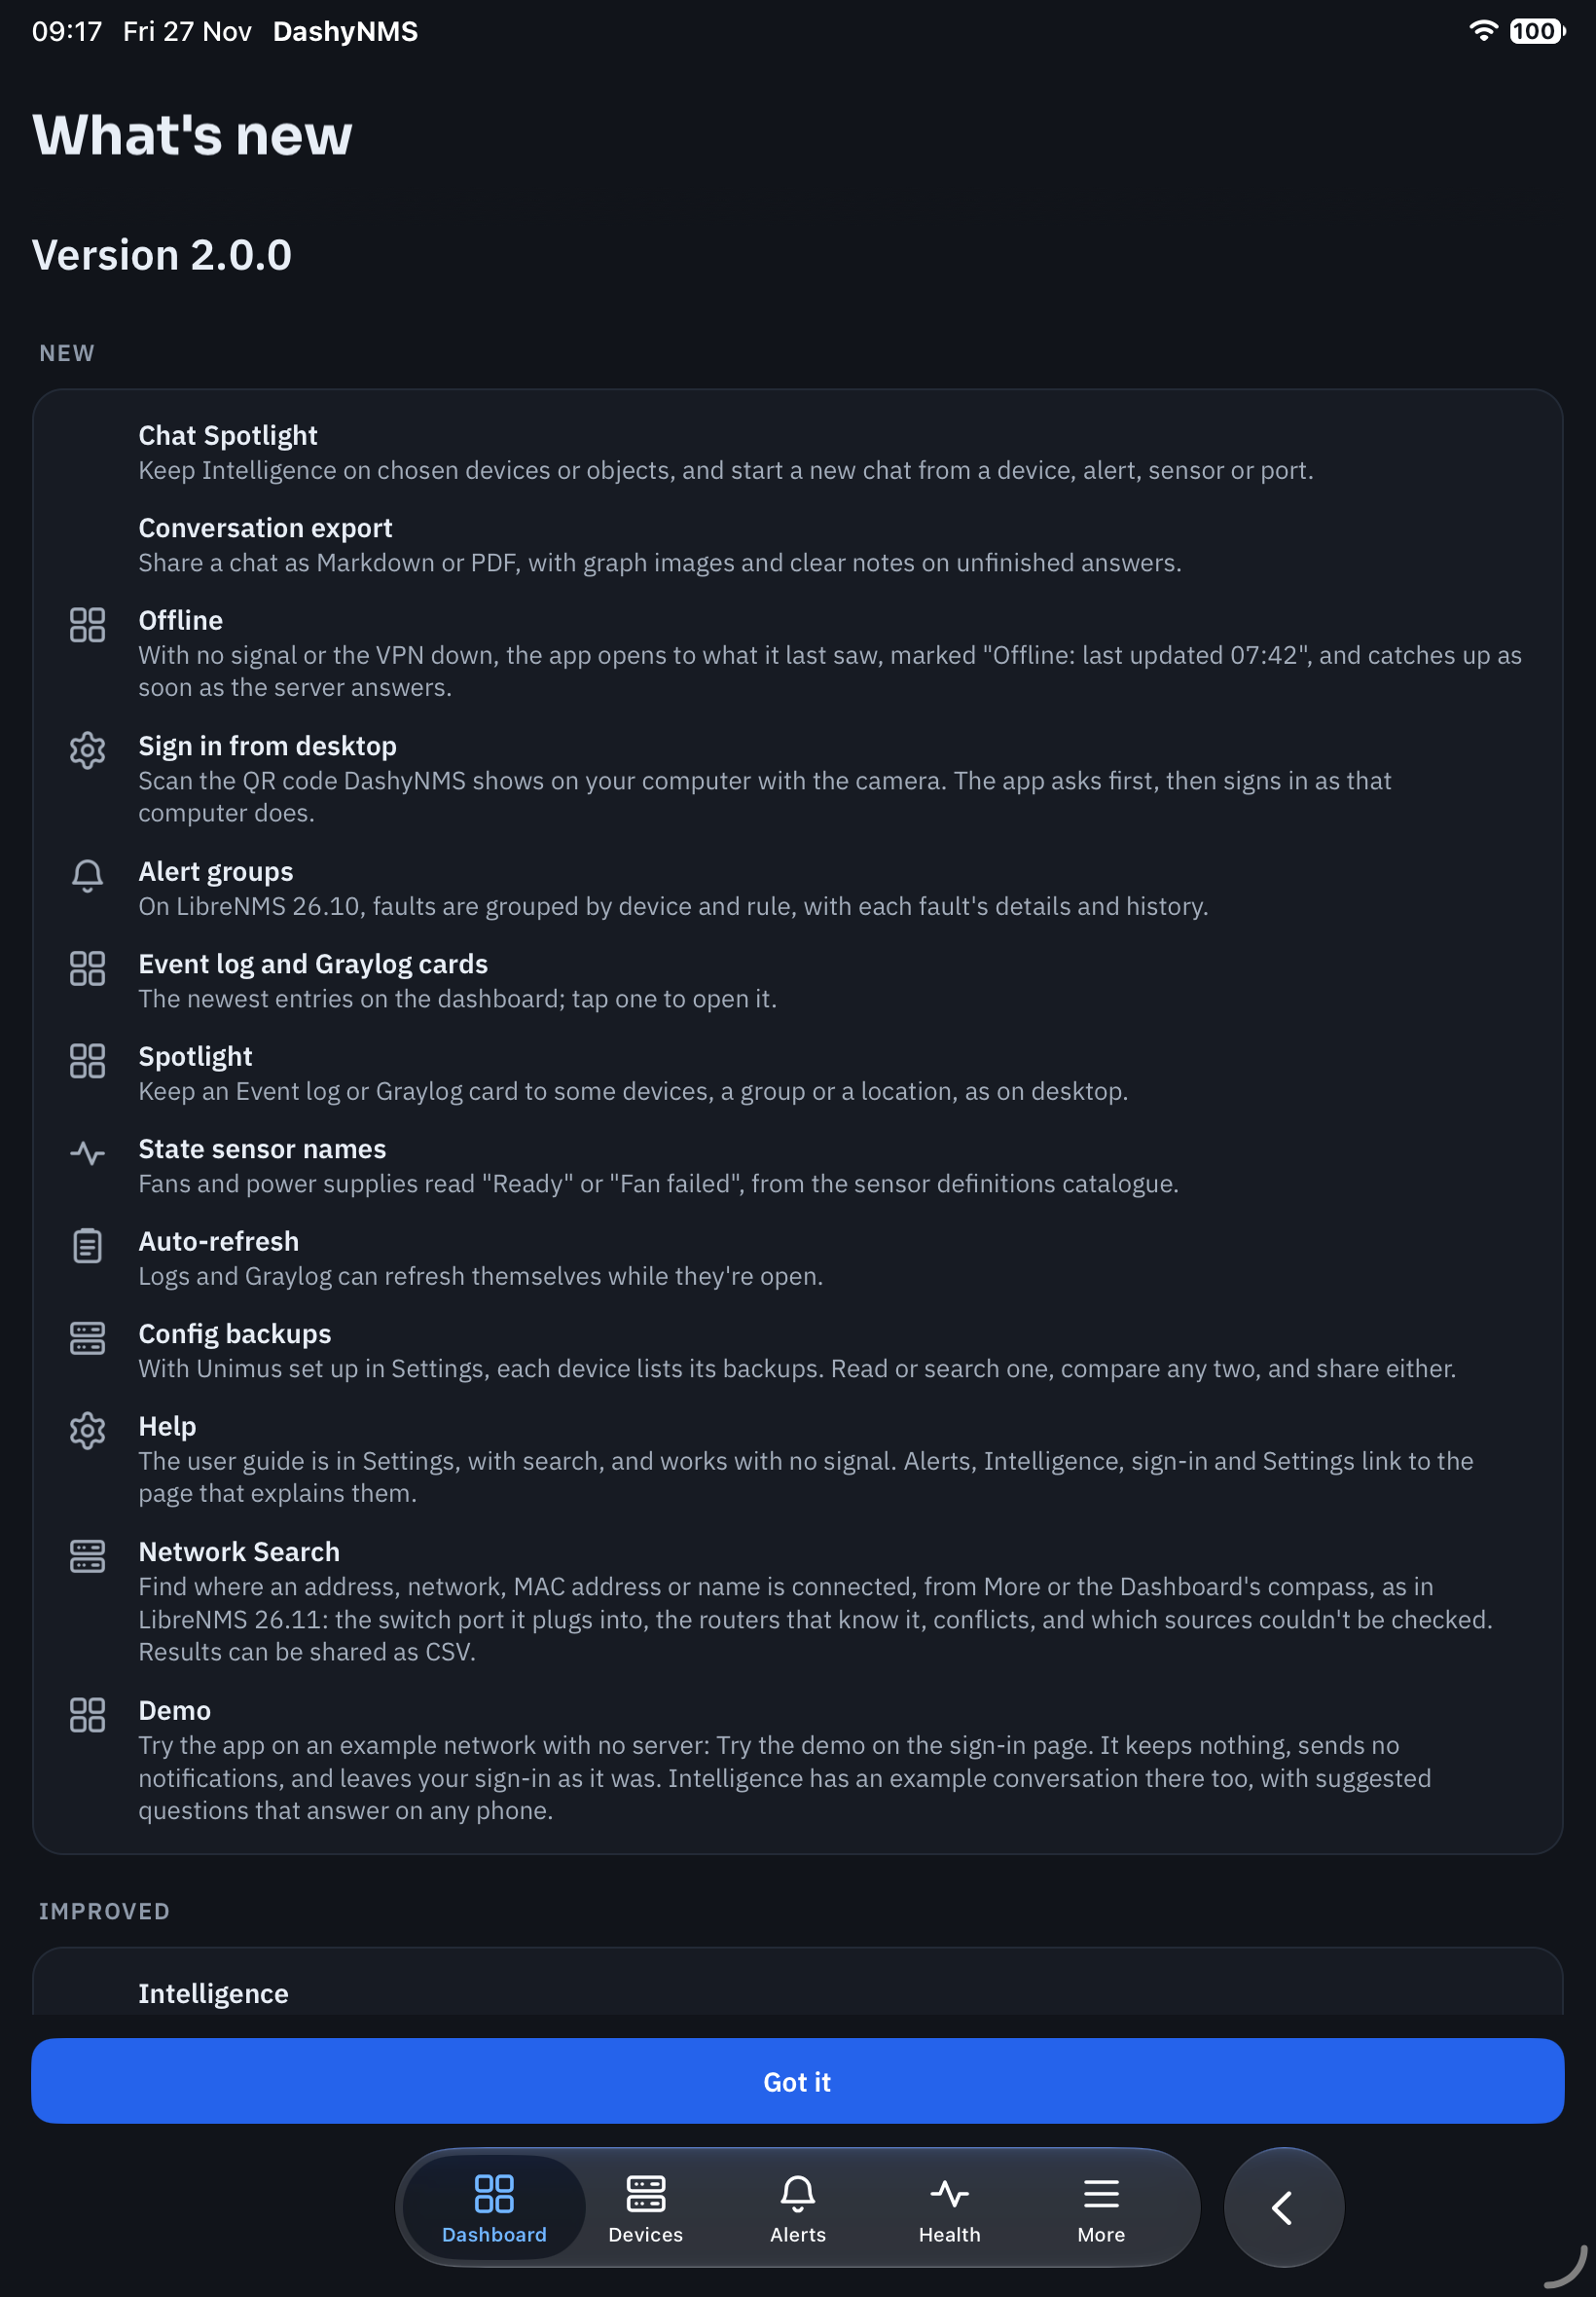 09:17 Fri 27 Nov DashyNMS
100
What's new
Version 2.0.0
NEW
Chat Spotlight
Keep Intelligence on chosen devices or objects, and start a new chat from a device, alert, sensor or port.
Conversation export
Share a chat as Markdown or PDF, with graph images and clear notes on unfinished answers.
Offline
With no signal or the VPN down, the app opens to what it last saw, marked "Offline: last updated 07:42", and catches up as
soon as the server answers.
Sign in from desktop
Scan the QR code DashyNMS shows on your computer with the camera. The app asks first, then signs in as that
computer does.
Alert groups
On LibreNMS 26.10, faults are grouped by device and rule, with each fault's details and history.
Event log and Graylog cards
The newest entries on the dashboard; tap one to open it.
Spotlight
Keep an Event log or Graylog card to some devices, a group or a location, as on desktop.
State sensor names
Fans and power supplies read "Ready" or "Fan failed", from the sensor definitions catalogue.
Auto-refresh
Logs and Graylog can refresh themselves while they're open.
Config backups
With Unimus set up in Settings, each device lists its backups. Read or search one, compare any two, and share either.
Help
The user guide is in Settings, with search, and works with no signal. Alerts, Intelligence, sign-in and Settings link to the
page that explains them.
Network Search
Find where an address, network, MAC address or name is connected, from More or the Dashboard's compass, as in
LibreNMS 26.11: the switch port it plugs into, the routers that know it, conflicts, and which sources couldn't be checked.
Results can be shared as CSV.
Demo
Try the app on an example network with no server: Try the demo on the sign-in page. It keeps nothing, sends no
notifications, and leaves your sign-in as it was. Intelligence has an example conversation there too, with suggested
questions that answer on any phone.
IMPROVED
Intelligence
Got it
Dashboard
Devices
Alerts
Health
More